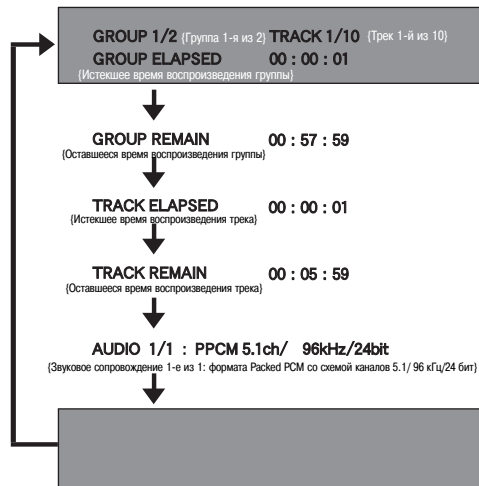 GROUP 1/2 {Группа 1-я из 2} TRACK 1/10 {Трек 1-й из 10}
GROUP ELAPSED 00 : 00 : 01
{Истекшее время воспроизведения группы}
GROUP REMAIN 00 : 57 : 59
{Оставшееся время воспроизведения группы}
TRACK ELAPSED 00 : 00 : 01
{Истекшее время воспроизведения трека}
TRACK REMAIN 00 : 05 : 59
{Оставшееся время воспроизведения трека}
AUDIO 1/1 : PPCM 5.1ch/ 96kHz/24bit
{Звуковое сопровождение 1-е из 1: формата Packed PCM со схемой каналов 5.1/ 96 кГц/24 бит}